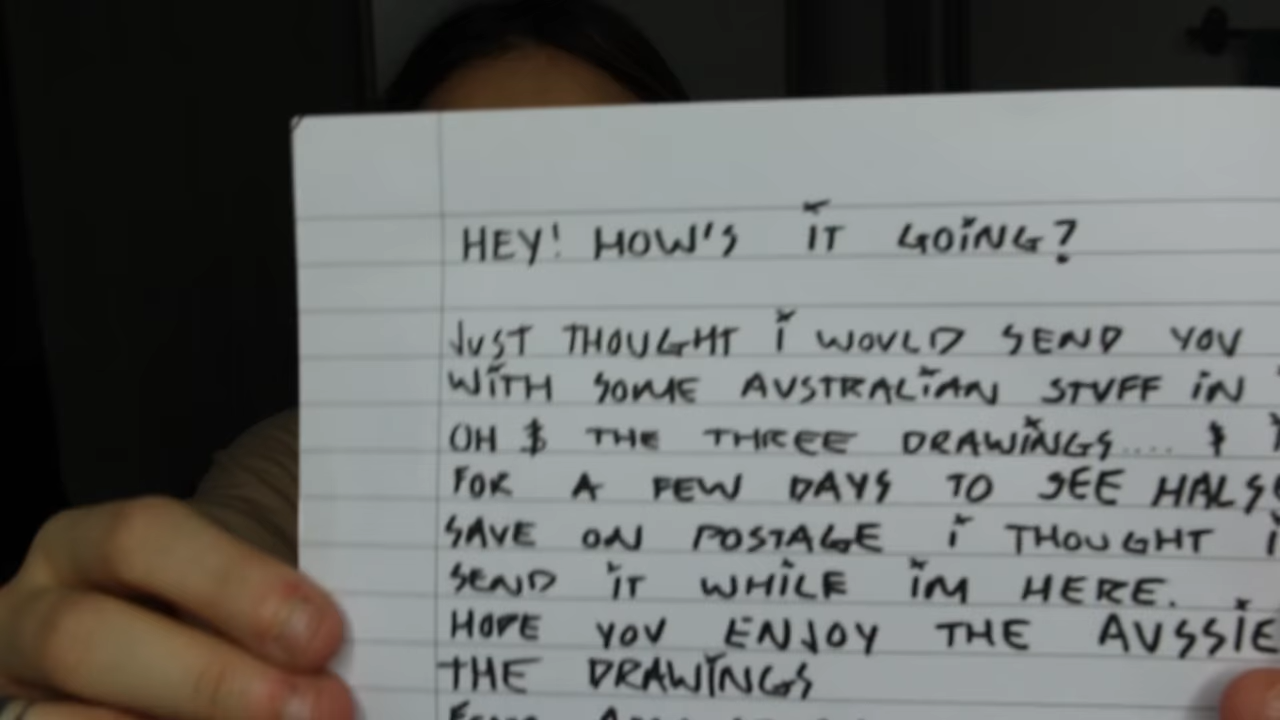 HEY! HOW'S iT GOiNG?
JUST THOUGHT i WOULD SEND YOU
WiTH SOME AUSTRALiAN STUFF iN
OH $ THE THREE DRAWiNGS.... $
FOR A FEW DAYS TO SEE
SAVE ON POSTAGE i THOUGHT i
SEND iT WHiLE iM HERE.
HOPE YOU ENJOY THE AUSSiE
THE DRAWiNGS